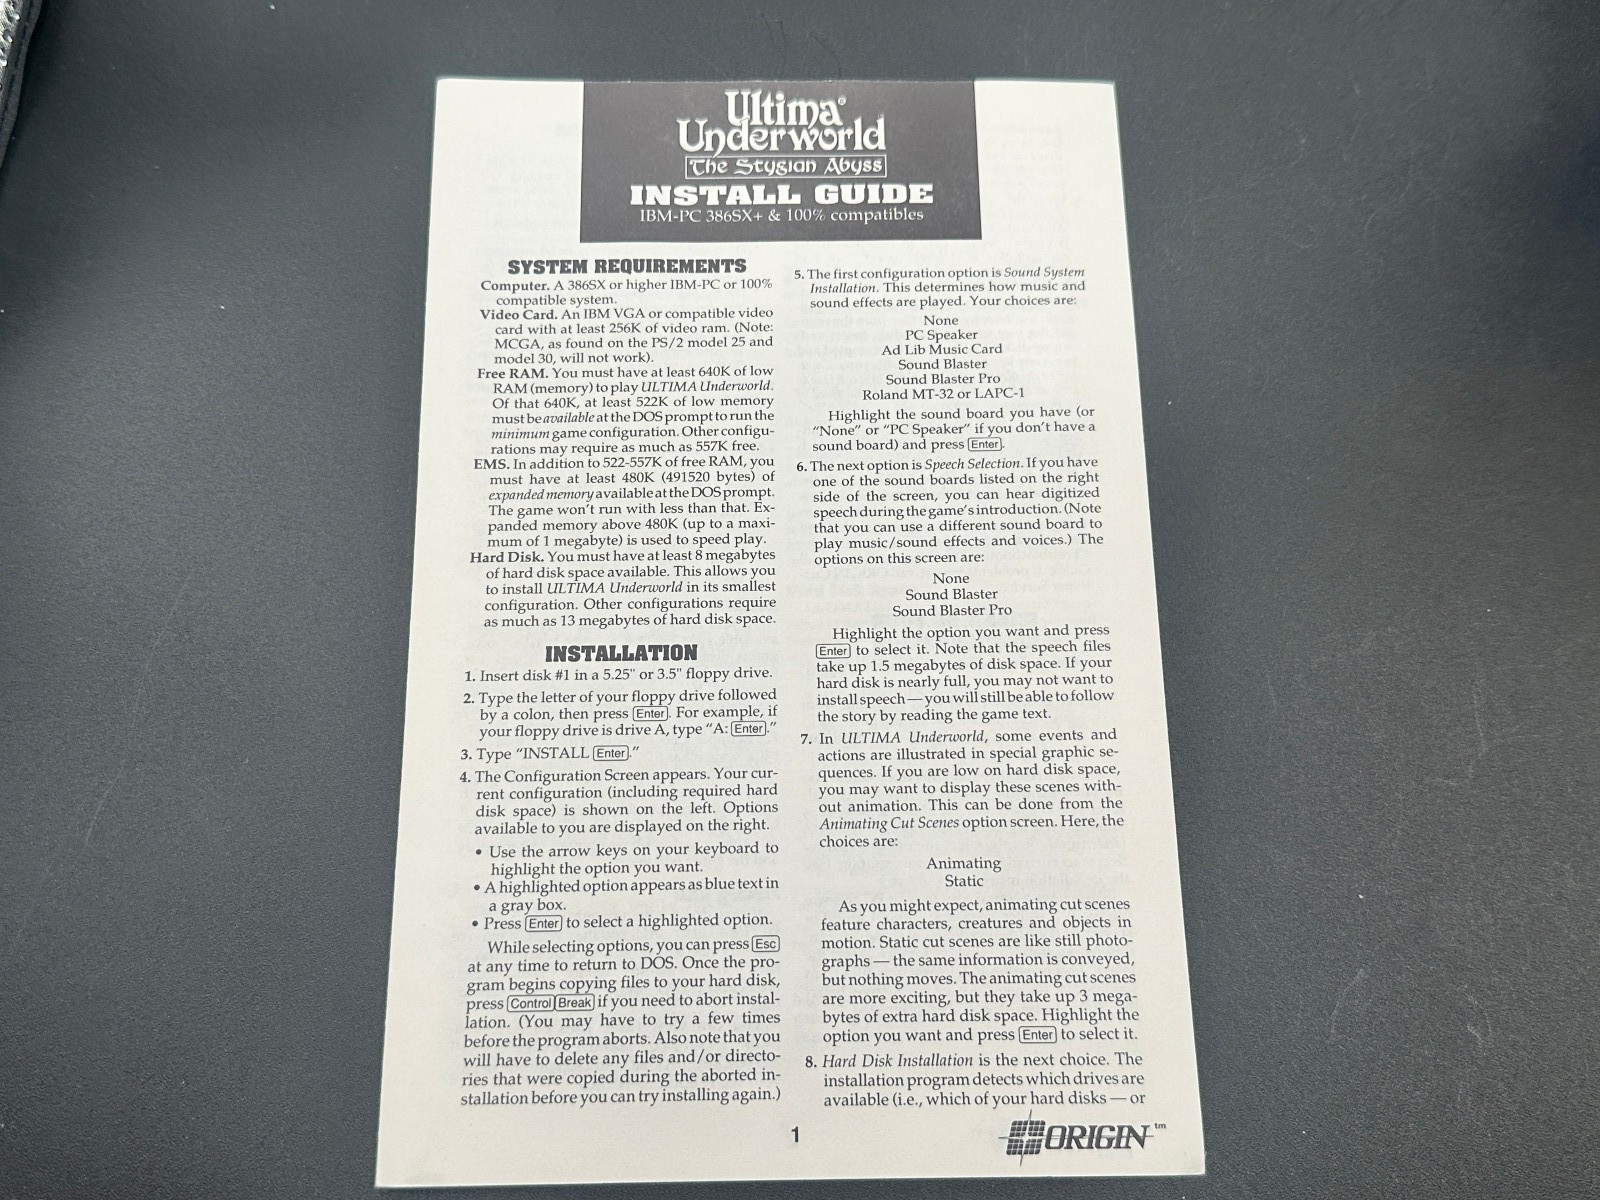 Ultima®
Underworld
The Stygian Abyss
INSTALL GUIDE
IBM-PC 386SX+ & 100% compatibles
SYSTEM REQUIREMENTS
Computer. A 386SX or higher IBM-PC or 100%
compatible system.
Video Card. An IBM VGA or compatible video
card with at least 256K of video ram. (Note:
MCGA, as found on the PS/2 model 25 and
model 30, will not work).
Free RAM. You must have at least 640K of low
RAM (memory) to play ULTIMA Underworld.
Of that 640K, at least 522K of low memory
must be available at the DOS prompt to run the
minimum game configuration. Other configu-
rations may require as much as 557K free.
EMS. In addition to 522-557K of free RAM, you
must have at least 480K (491520 bytes) of
expanded memory available at the DOS prompt.
The game won't run with less than that. Ex-
panded memory above 480K (up to a maxi-
mum of 1 megabyte) is used to speed play.
Hard Disk. You must have at least 8 megabytes
of hard disk space available. This allows you
to install ULTIMA Underworld in its smallest
configuration. Other configurations require
as much as 13 megabytes of hard disk space.
INSTALLATION
1. Insert disk #1 in a 5.25" or 3.5" floppy drive.
2. Type the letter of your floppy drive followed
by a colon, then press Enter. For example, if
your floppy drive is drive A, type "A: Enter."
3. Type "INSTALL Enter."
4. The Configuration Screen appears. Your cur-
rent configuration (including required hard
disk space) is shown on the left. Options
available to you are displayed on the right.
• Use the arrow keys on your keyboard to
highlight the option you want.
• A highlighted option appears as blue text in
a gray box.
• Press Enter to select a highlighted option.
While selecting options, you can press Esc
at any time to return to DOS. Once the pro-
gram begins copying files to your hard disk,
press Control Break if you need to abort instal-
lation. (You may have to try a few times
before the program aborts. Also note that you
will have to delete any files and/or directo-
ries that were copied during the aborted in-
stallation before you can try installing again.)
5. The first configuration option is Sound System
Installation. This determines how music and
sound effects are played. Your choices are:
None
PC Speaker
Ad Lib Music Card
Sound Blaster
Sound Blaster Pro
Roland MT-32 or LAPC-1
Highlight the sound board you have (or
"None" or "PC Speaker" if you don't have a
sound board) and press Enter.
6. The next option is Speech Selection. If you have
one of the sound boards listed on the right
side of the screen, you can hear digitized
speech during the game's introduction. (Note
that you can use a different sound board to
play music/sound effects and voices.) The
options on this screen are:
None
Sound Blaster
Sound Blaster Pro
Highlight the option you want and press
Enter to select it. Note that the speech files
take up 1.5 megabytes of disk space. If your
hard disk is nearly full, you may not want to
install speech — you will still be able to follow
the story by reading the game text.
7. In ULTIMA Underworld, some events and
actions are illustrated in special graphic se-
quences. If you are low on hard disk space,
you may want to display these scenes with-
out animation. This can be done from the
Animating Cut Scenes option screen. Here, the
choices are:
Animating
Static
As you might expect, animating cut scenes
feature characters, creatures and objects in
motion. Static cut scenes are like still photo-
graphs — the same information is conveyed,
but nothing moves. The animating cut scenes
are more exciting, but they take up 3 mega-
bytes of extra hard disk space. Highlight the
option you want and press Enter to select it.
8. Hard Disk Installation is the next choice. The
installation program detects which drives are
available (i.e., which of your hard disks — or
1
ORIGIN™